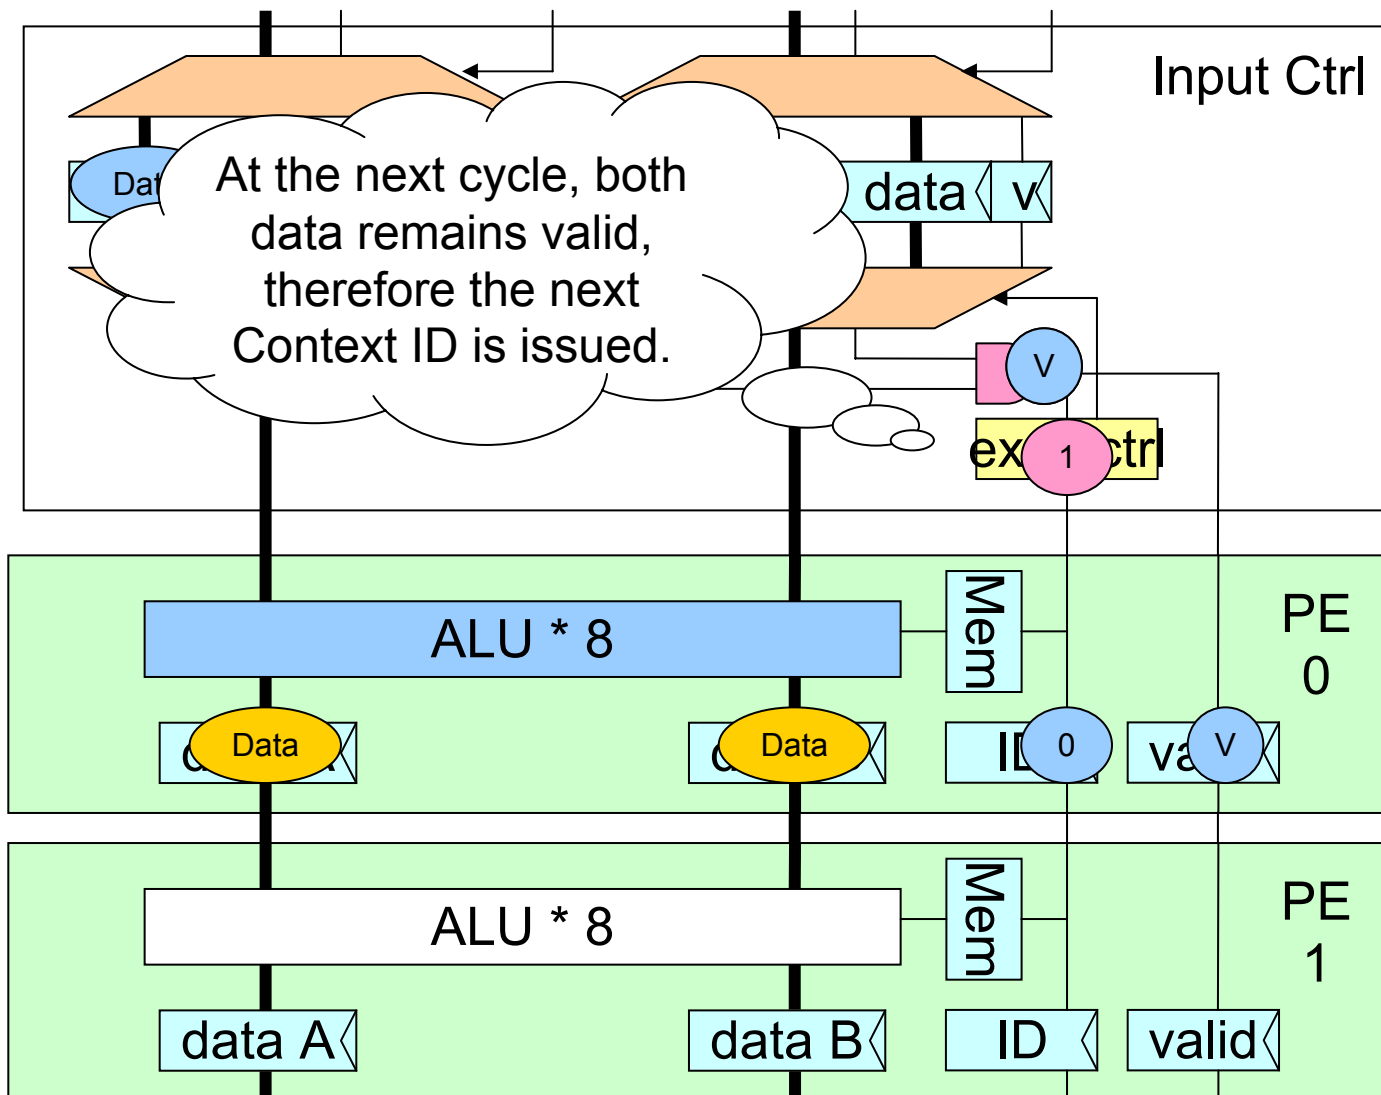 Input Ctrl
At the next cycle, both
data remains valid,
therefore the next
Context ID is issued.
data v
V
1
ALU * 8
Mem
PE
0
Data
Data
ID
0
V
ALU * 8
Mem
PE
1
data A
data B
ID
valid